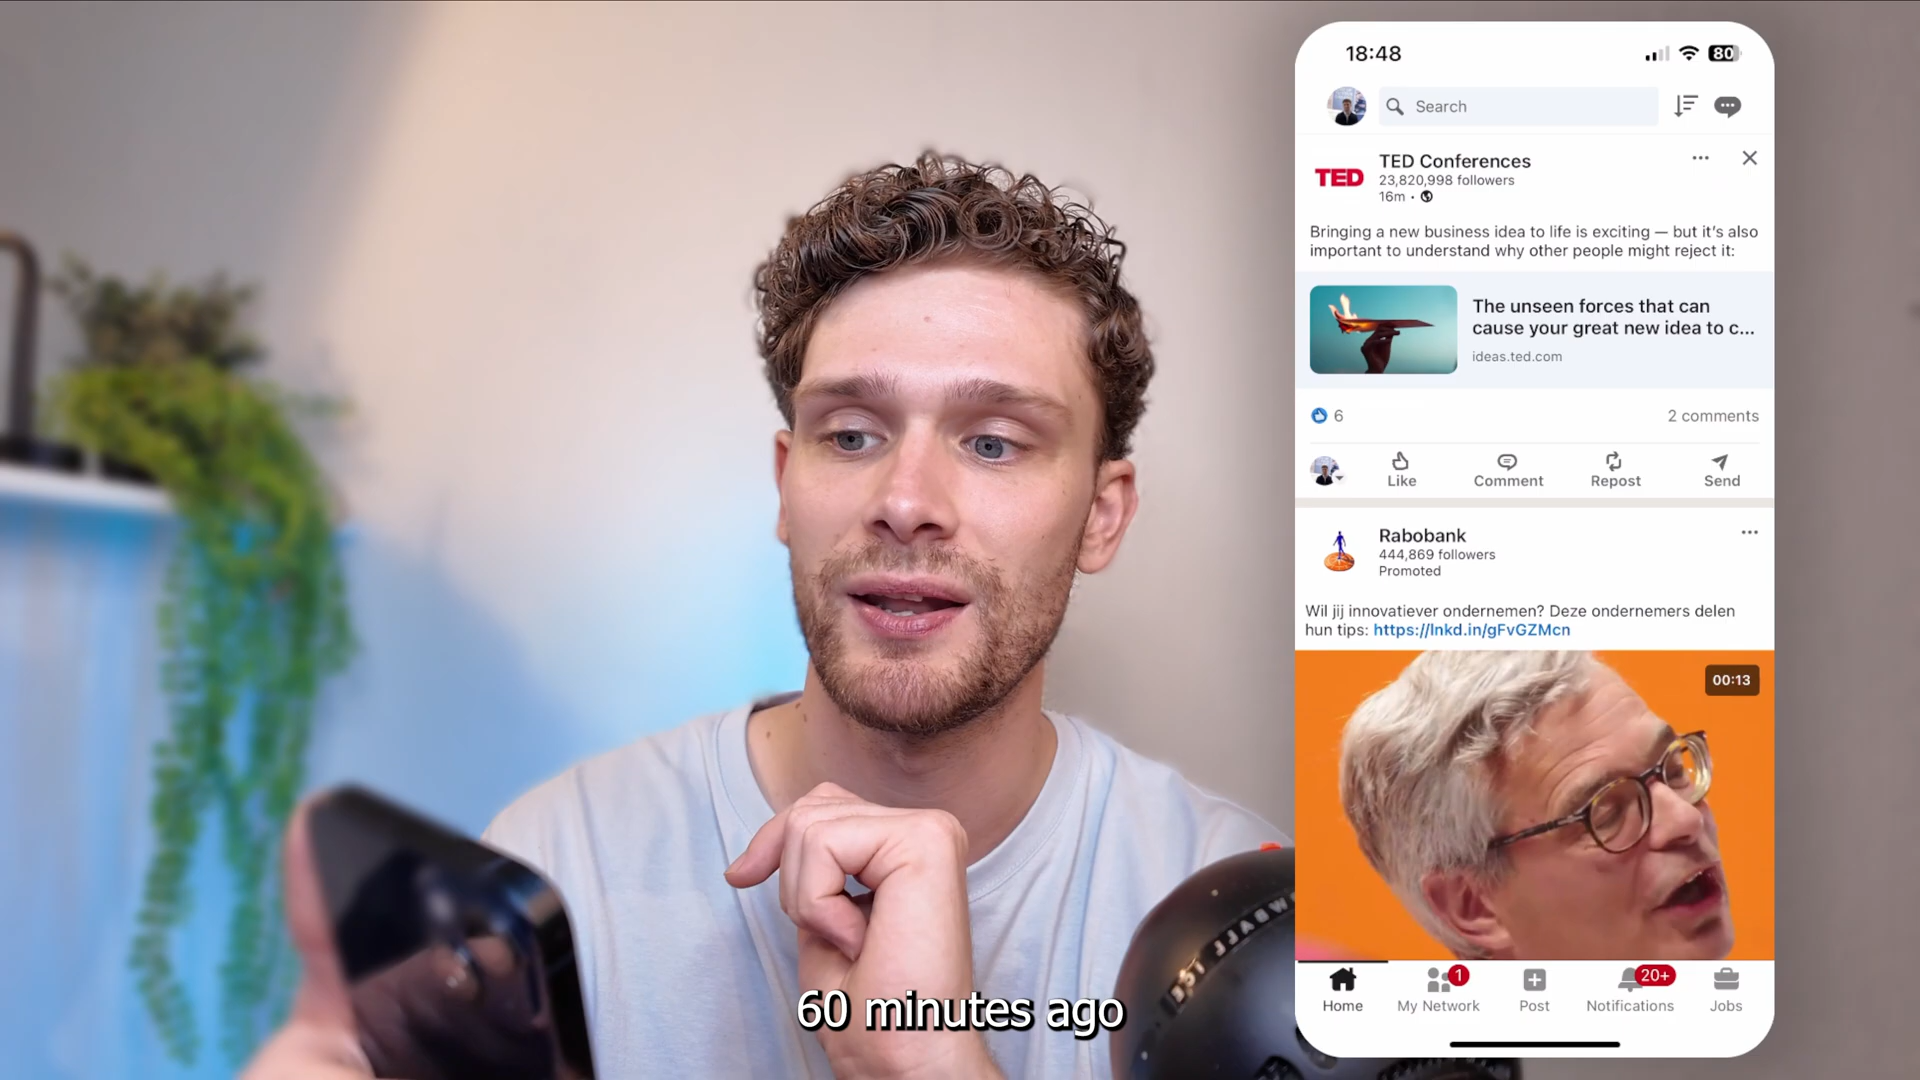 18:48
80
Search
TED
TED Conferences
23,820,998 followers
16m •
Bringing a new business idea to life is exciting — but it's also
important to understand why other people might reject it:
The unseen forces that can
cause your great new idea to c...
ideas.ted.com
6
2 comments
Like
Comment
Repost
Send
Rabobank
444,869 followers
Promoted
Wil jij innovatiever ondernemen? Deze ondernemers delen
hun tips: https://lnkd.in/gFvGZMcn
00:13
1
20+
Home
My Network
Post
Notifications
Jobs
60 minutes ago